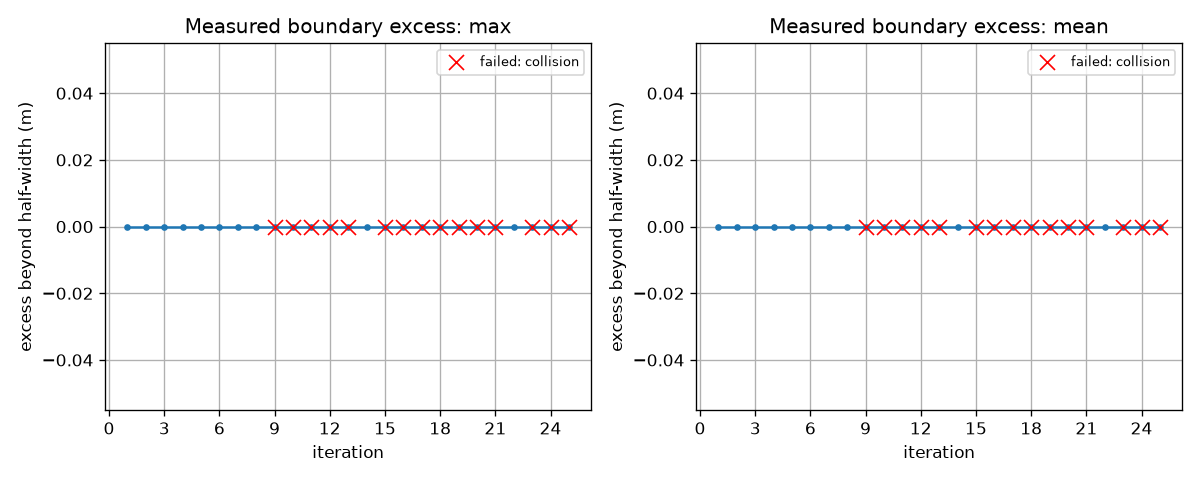 Measured boundary excess: max
failed: collision
excess beyond half-width (m)
0.04
0.02
0.00
−0.02
−0.04
0 3 6 9 12 15 18 21 24
iteration
Measured boundary excess: mean
failed: collision
excess beyond half-width (m)
0.04
0.02
0.00
−0.02
−0.04
0 3 6 9 12 15 18 21 24
iteration